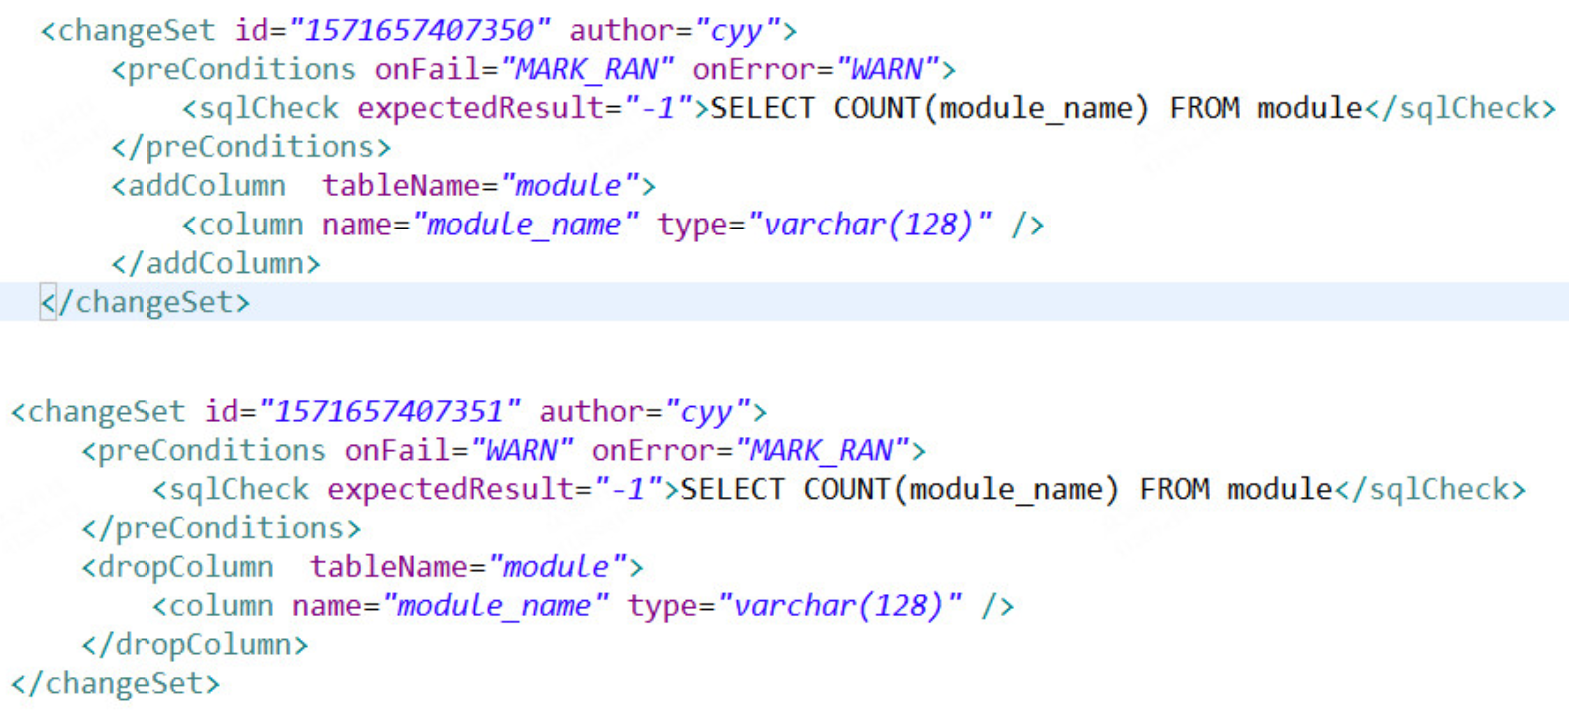 <changeSet id="1571657407350" author="cyy">
<preConditions onFail="MARK_RAN" onError="WARN">
<sqlCheck expectedResult="-1">SELECT COUNT(module_name) FROM module</sqlCheck>
</preConditions>
<addColumn  tableName="module">
<column name="module_name" type="varchar(128)" />
</addColumn>
</changeSet>
<changeSet id="1571657407351" author="cyy">
<preConditions onFail="WARN" onError="MARK_RAN">
<sqlCheck expectedResult="-1">SELECT COUNT(module_name) FROM module</sqlCheck>
</preConditions>
<dropColumn  tableName="module">
<column name="module_name" type="varchar(128)" />
</dropColumn>
</changeSet>